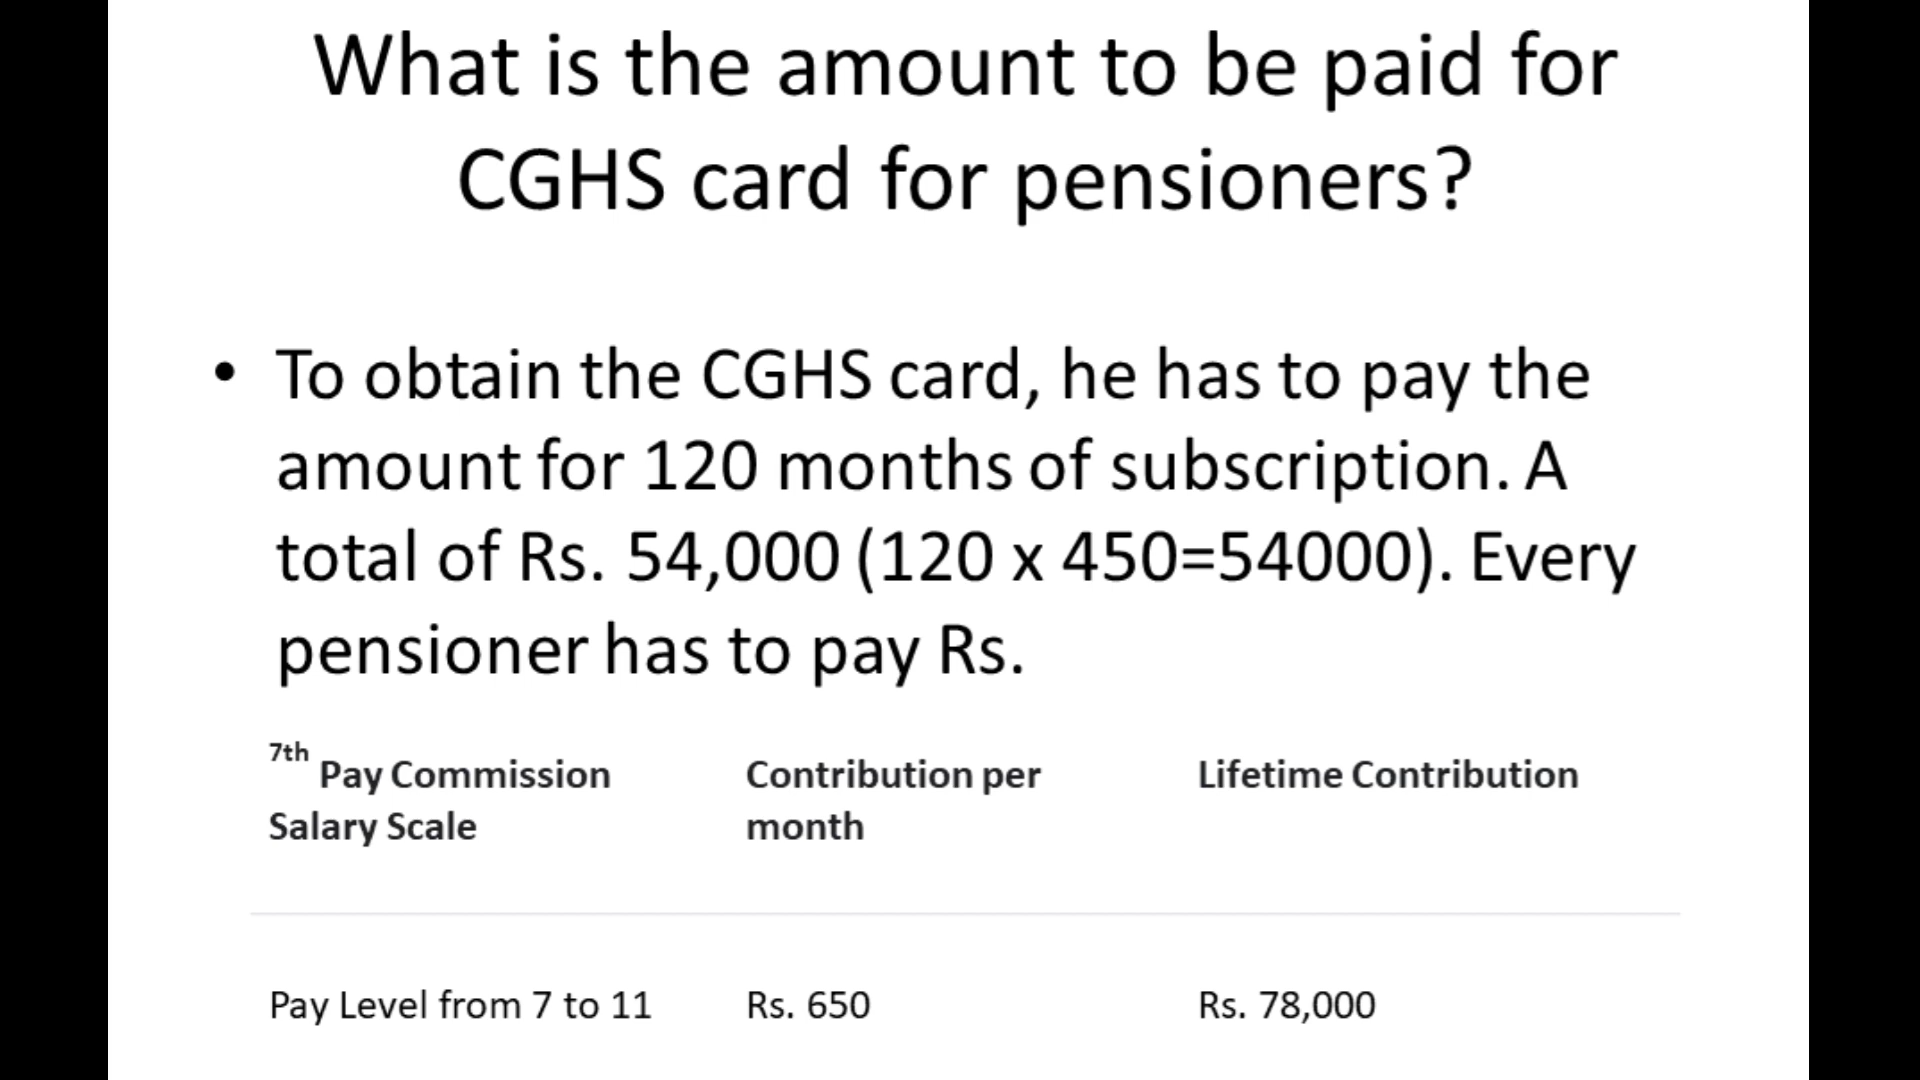 What is the amount to be paid for
CGHS card for pensioners?
• To obtain the CGHS card, he has to pay the
amount for 120 months of subscription. A
total of Rs. 54,000 (120 x 450=54000). Every
pensioner has to pay Rs.
7th Pay Commission Salary Scale
Contribution per month
Lifetime Contribution
Pay Level from 7 to 11
Rs. 650
Rs. 78,000